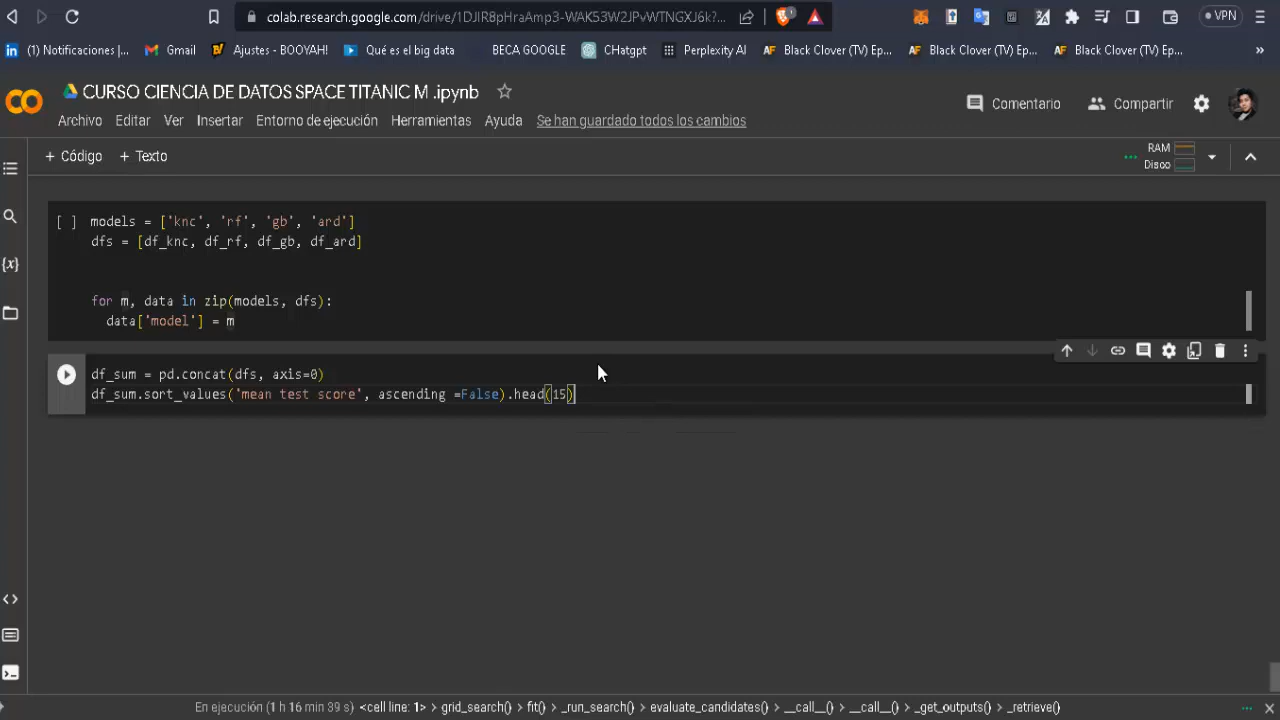 colab.research.google.com/drive/1DJIR8pHraAmp3-WAK53W2JPvWTNGXJ6k?...
VPN
(1) Notificaciones |...
Gmail
Ajustes - BOOYAH!
Qué es el big data
BECA GOOGLE
CHatgpt
Perplexity AI
Black Clover (TV) Ep...
Black Clover (TV) Ep...
Black Clover (TV) Ep...
»
CURSO CIENCIA DE DATOS SPACE TITANIC M .ipynb
Comentario
Compartir
Archivo Editar Ver Insertar Entorno de ejecución Herramientas Ayuda Se han guardado todos los cambios
+ Código + Texto
RAM
Disco
[ ] models = ['knc', 'rf', 'gb', 'ard']
dfs = [df_knc, df_rf, df_gb, df_ard]
for m, data in zip(models, dfs):
data['model'] = m
df_sum = pd.concat(dfs, axis=0)
df_sum.sort_values('mean test score', ascending =False).head(15)
En ejecución (1 h 16 min 39 s) <cell line: 1> > grid_search() > fit() > _run_search() > evaluate_candidates() > __call__() > __call__() > _get_outputs() > _retrieve()